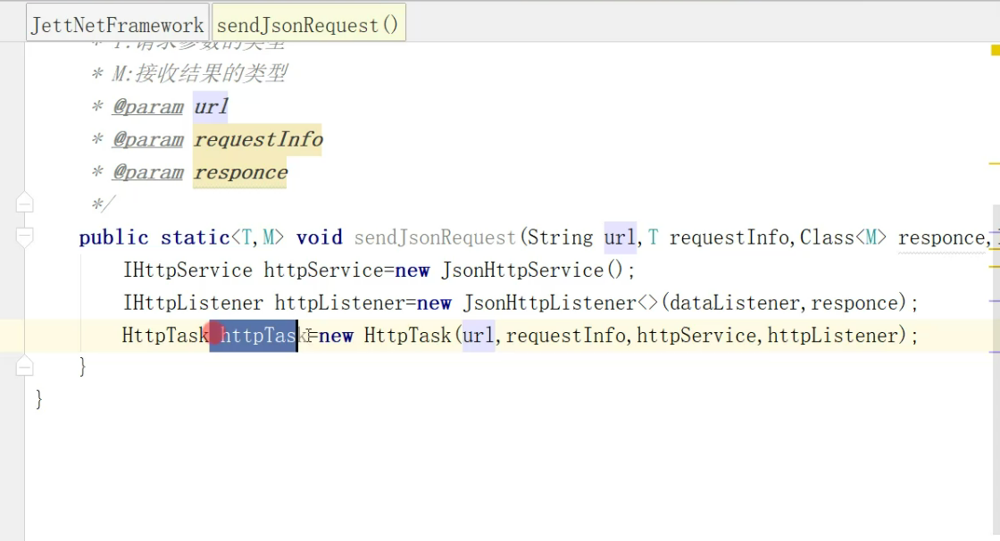 JettNetFramework sendJsonRequest()
* T:请求参数的类型
* M:接收结果的类型
* @param url
* @param requestInfo
* @param responce
*/
public static<T,M> void sendJsonRequest(String url,T requestInfo,Class<M> responce,
IHttpService httpService=new JsonHttpService();
IHttpListener httpListener=new JsonHttpListener<>(dataListener,responce);
HttpTask httpTask=new HttpTask(url,requestInfo,httpService,httpListener);
}
}